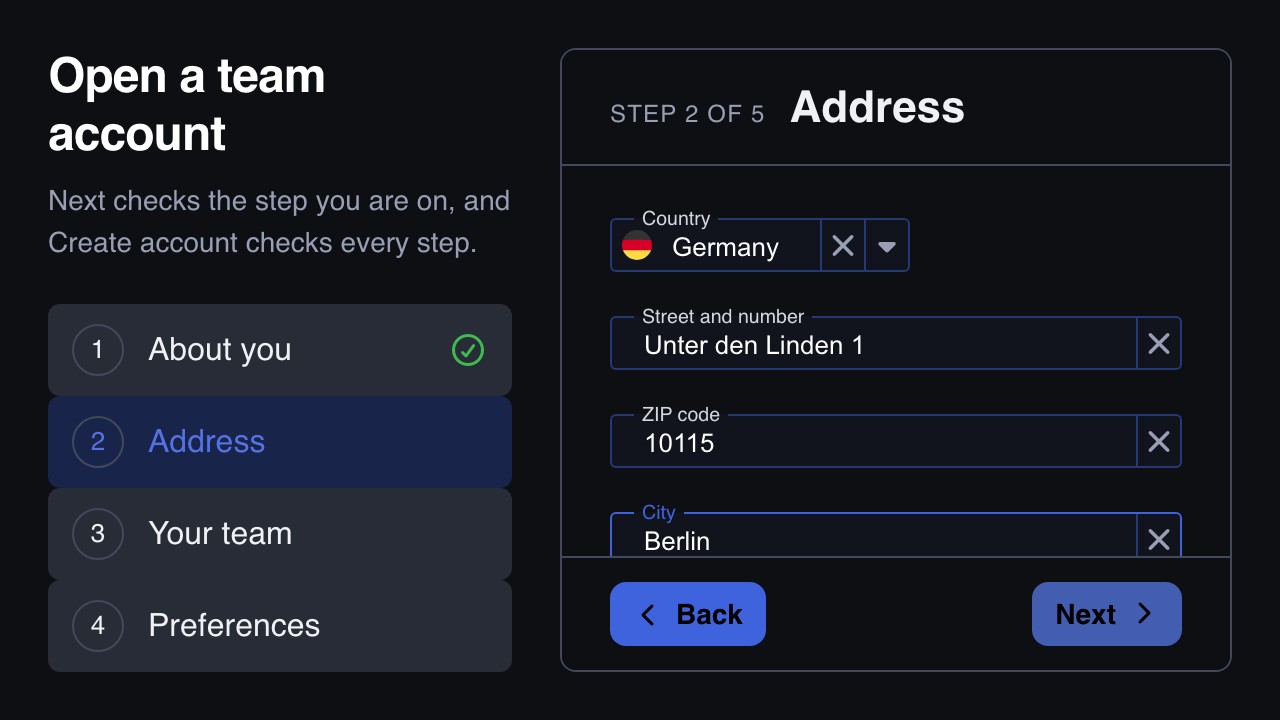 Open a team
account
Next checks the step you are on, and
Create account checks every step.
1 About you
2 Address
3 Your team
4 Preferences
STEP 2 OF 5 Address
Country
Germany
Street and number
Unter den Linden 1
ZIP code
10115
City
Berlin
Back Next